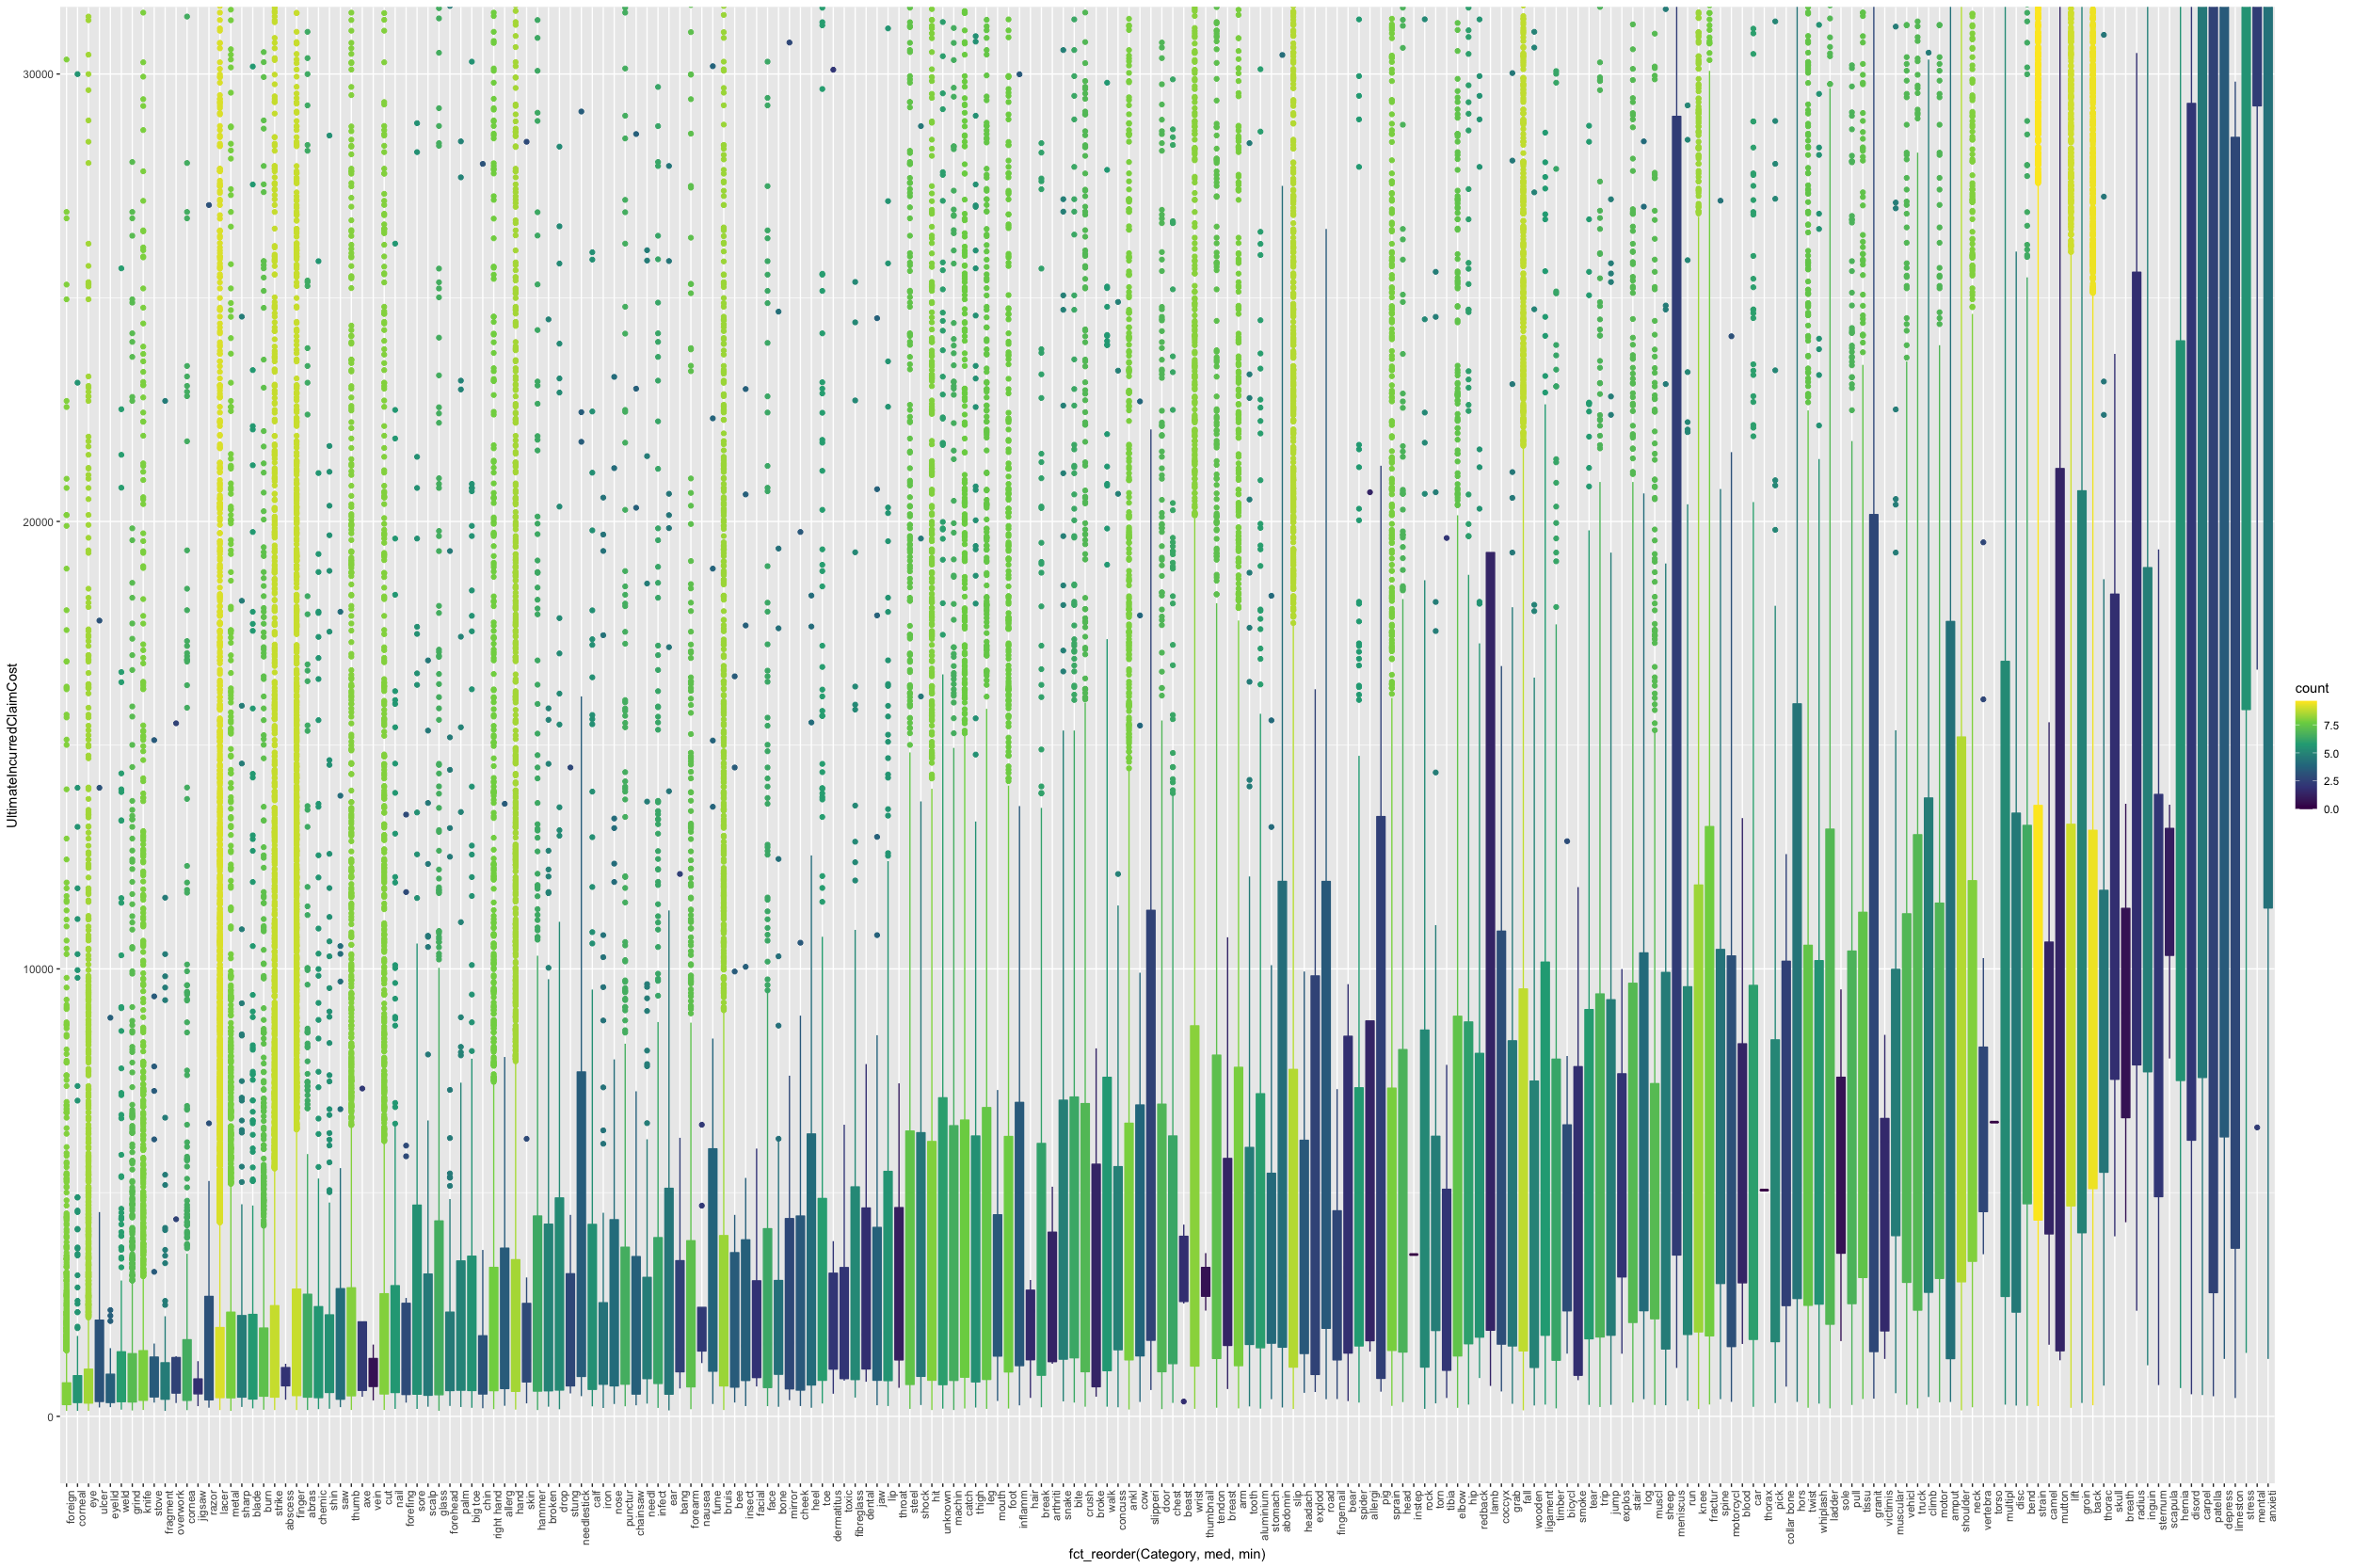 30000
20000
10000
0
UltimateIncurredClaimCost
count
7.5
5.0
2.5
0.0
foreign
corneal
eye
ulcer
eyelid
weld
grind
knife
stove
fragment
overwork
cornea
jigsaw
razor
lacer
metal
sharp
blade
burn
strike
abscess
finger
abras
chemic
shin
saw
thumb
axe
vein
cut
nail
forefing
sore
scalp
glass
forehead
palm
big toe
chin
right hand
face
allerg
hand
skin
hammer
broken
drop
stung
needlestick
calf
iron
nose
punctur
chainsaw
needl
infect
ear
bang
forearm
nausea
fume
bruis
bee
insect
facial
face
bone
mirror
cheek
heel
toe
dermatitus
toxic
fibreglass
dental
jaw
lip
throat
steel
shock
hit
unknown
machin
catch
thigh
leg
mouth
foot
inflamm
hair
break
arthriti
snake
bite
crush
broke
walk
concuss
ankl
cow
slipperi
door
chest
beast
wrist
thumbnail
tendon
breast
arm
tooth
aluminium
stomach
abdomin
slip
headach
explod
road
fingernail
bear
spider
allergi
pig
sprain
head
instep
rock
torn
tibia
elbow
hip
redback
lamb
coccyx
grab
fall
wooden
ligament
timber
bicycl
smoke
tear
trip
jump
explos
stair
log
muscl
sheep
meniscus
run
knee
fractur
spine
motorcycl
blood
car
thorax
pick
collar bone
hors
twist
whiplash
ladder
sole
pull
tissu
granit
victimis
muscular
vehicl
truck
climb
motor
amput
shoulder
neck
vertebra
torso
multipl
disc
bend
strain
camel
mutton
lift
groin
back
thorac
skull
breath
radius
inguin
sternum
scapula
hernia
disord
carpel
patella
depress
limeston
stress
mental
anxieti
fct_reorder(Category, med, min)